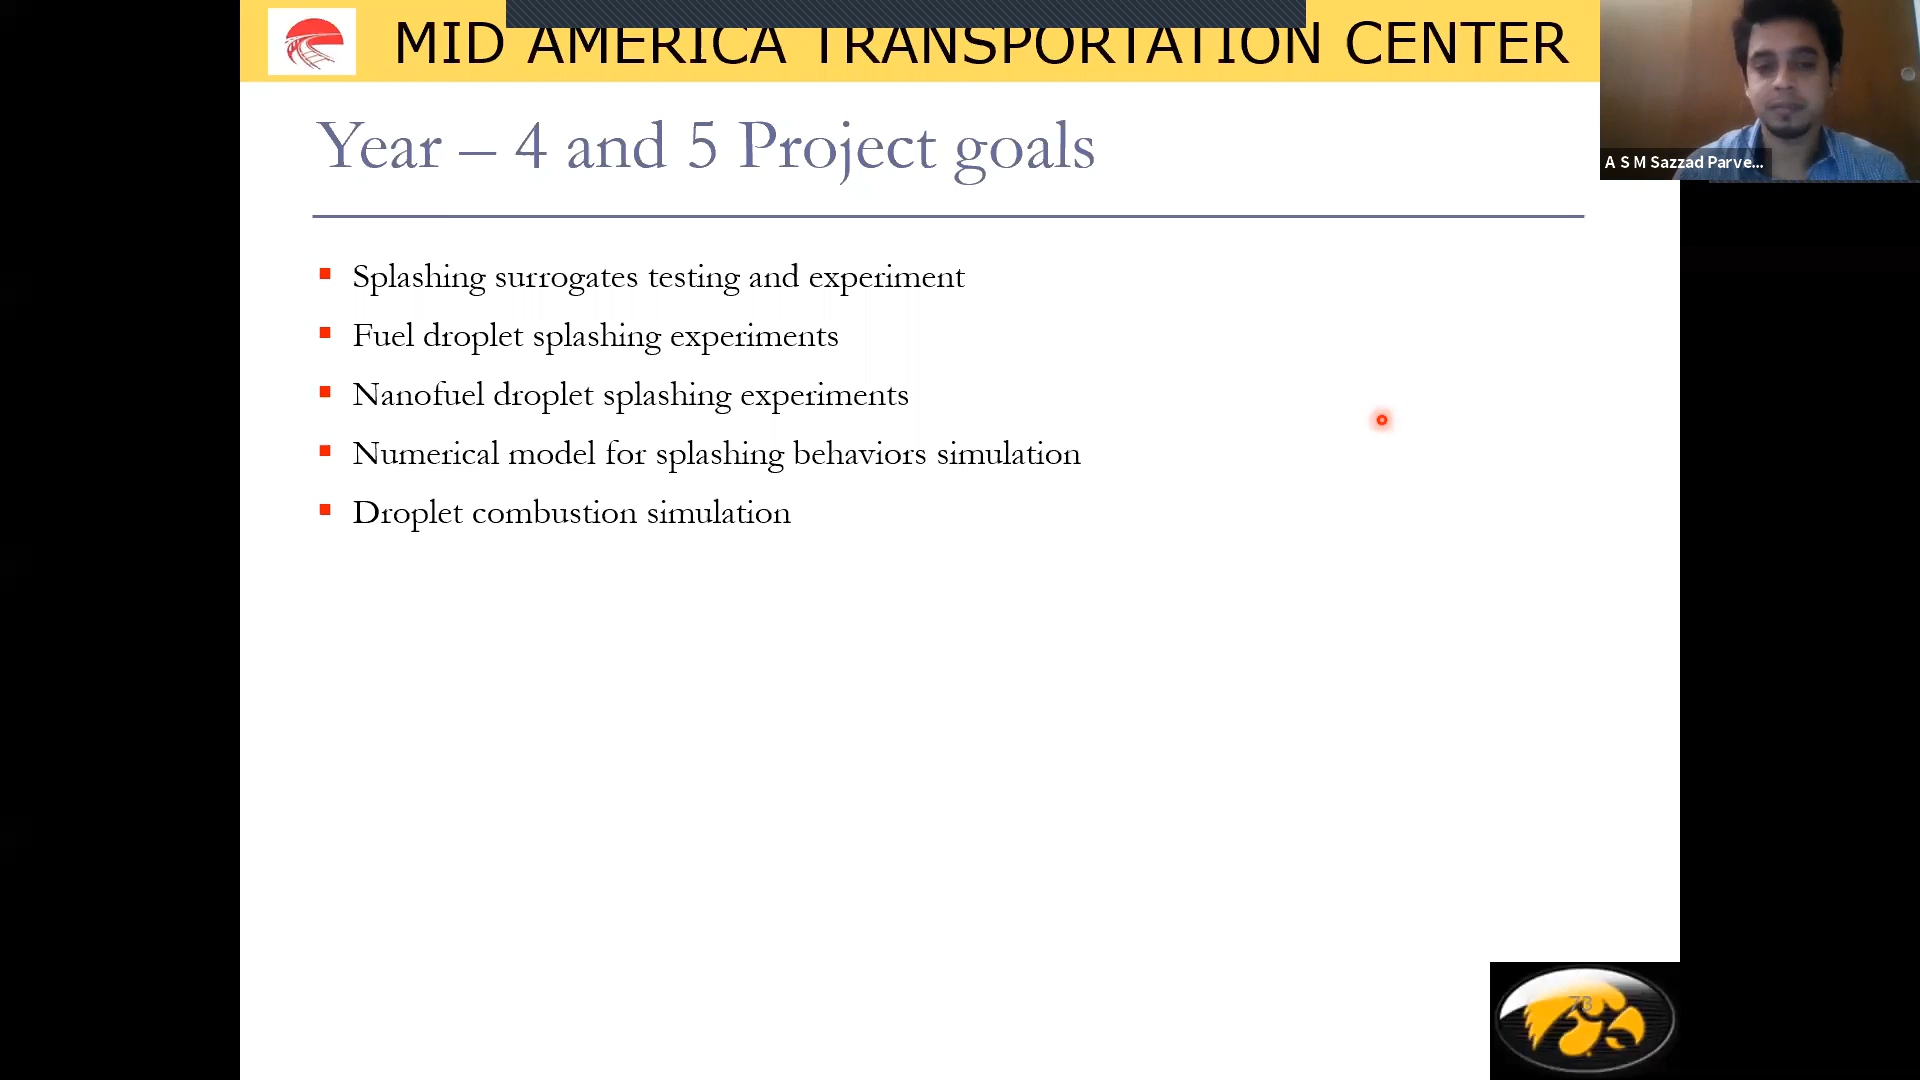 MID AMERICA TRANSPORTATION CENTER
A S M Sazzad Parve...
Year – 4 and 5 Project goals
Splashing surrogates testing and experiment
Fuel droplet splashing experiments
Nanofuel droplet splashing experiments
Numerical model for splashing behaviors simulation
Droplet combustion simulation
73